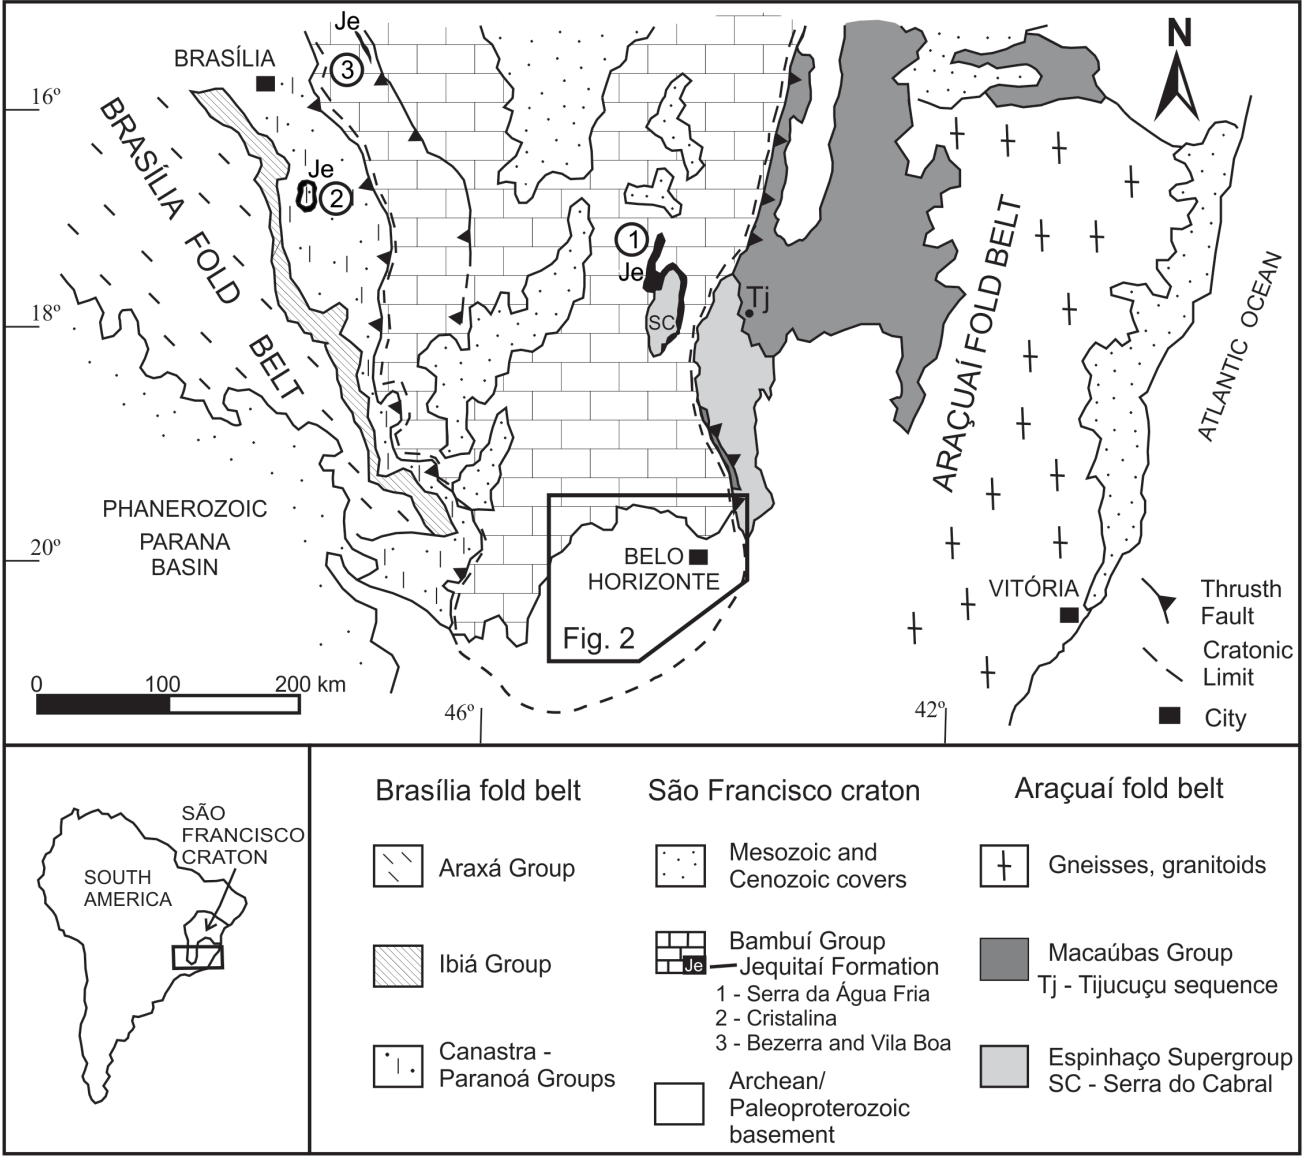 Je
BRASÍLIA
3
N
16º
BRASÍLIA FOLD BELT
Je
2
1
Je
SC
Tj
18º
ARAÇUAÍ FOLD BELT
ATLANTIC OCEAN
PHANEROZOIC
PARANA
BASIN
20º
BELO
HORIZONTE
Fig. 2
VITÓRIA
Thrusth
Fault
Cratonic
Limit
City
0 100 200 km
46º
42º
SÃO
FRANCISCO
CRATON
SOUTH
AMERICA
Brasília fold belt
Araxá Group
Ibiá Group
Canastra -
Paranoá Groups
São Francisco craton
Mesozoic and
Cenozoic covers
Bambuí Group
Je
Jequitaí Formation
1 - Serra da Água Fria
2 - Cristalina
3 - Bezerra and Vila Boa
Archean/
Paleoproterozoic
basement
Araçuaí fold belt
Gneisses, granitoids
Macaúbas Group
Tj - Tijucuçu sequence
Espinhaço Supergroup
SC - Serra do Cabral